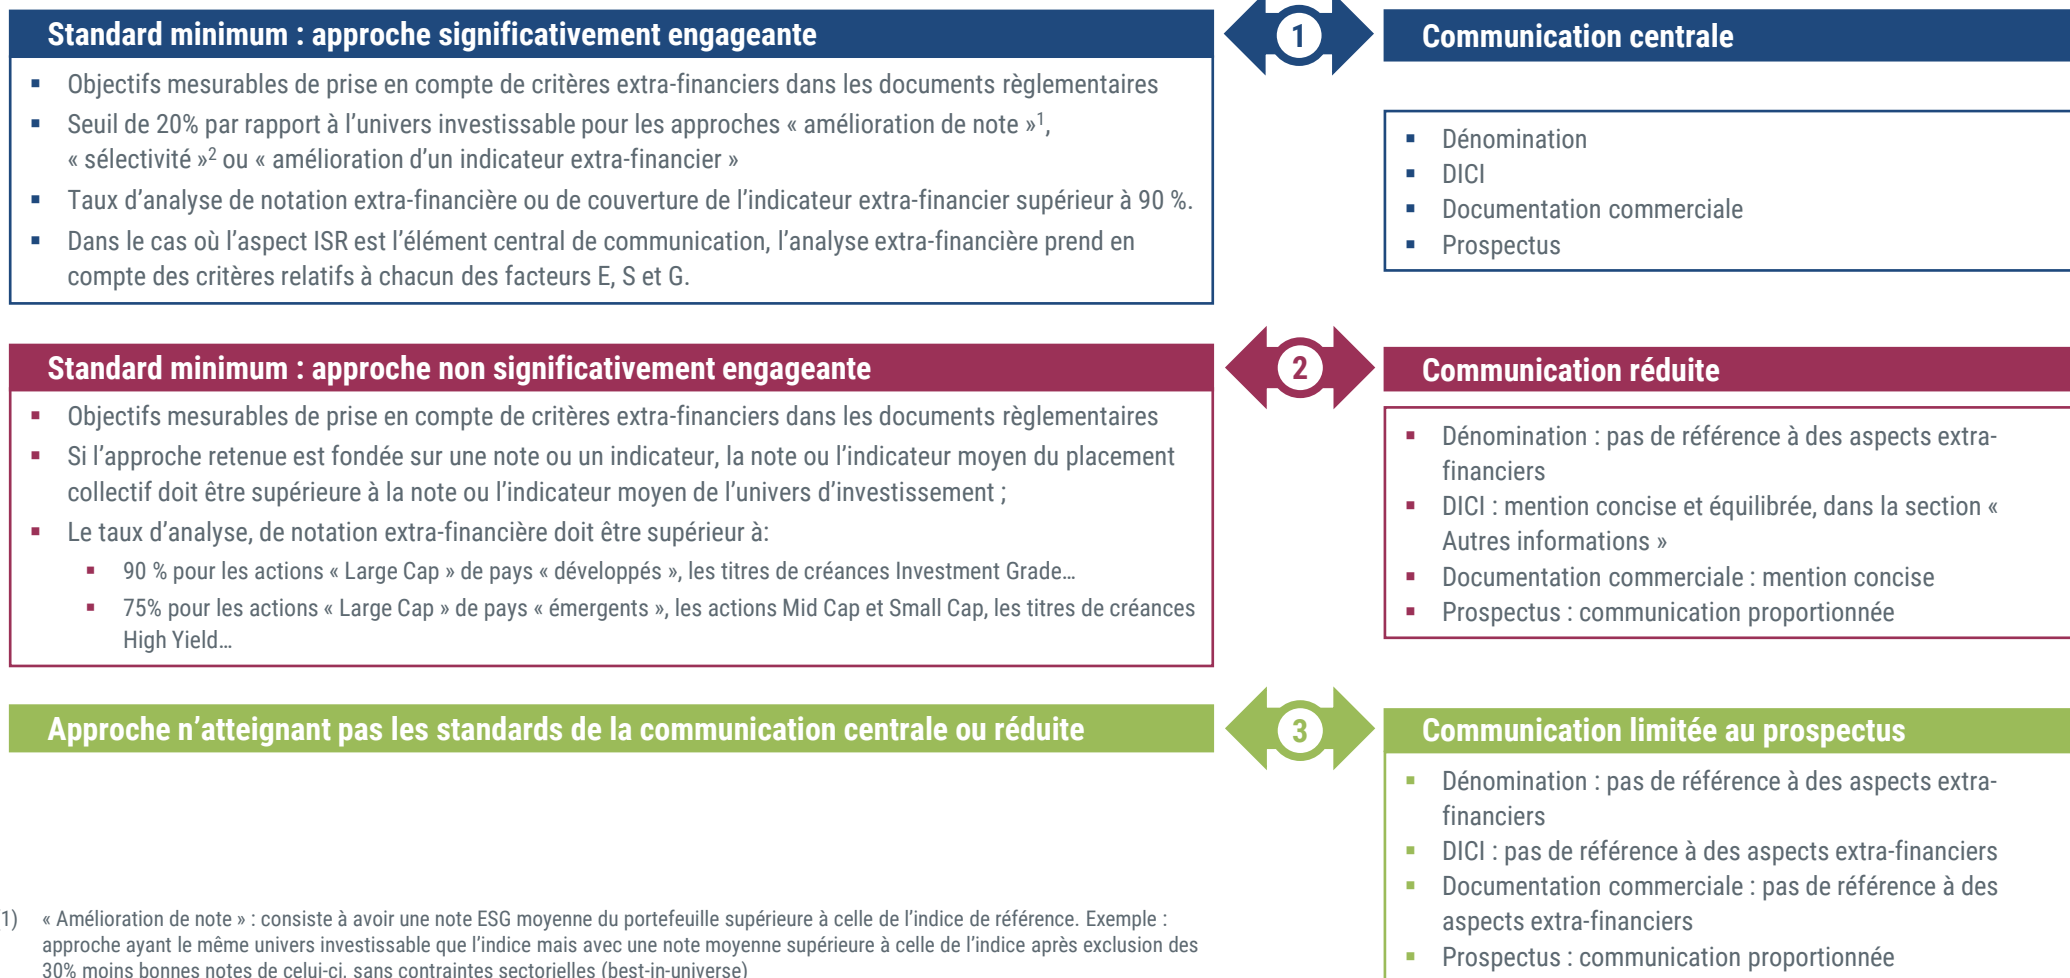 Standard minimum : approche significativement engageante
▪ Objectifs mesurables de prise en compte de critères extra-financiers dans les documents règlementaires
▪ Seuil de 20% par rapport à l’univers investissable pour les approches « amélioration de note »1,
« sélectivité »2 ou « amélioration d’un indicateur extra-financier »
▪ Taux d’analyse de notation extra-financière ou de couverture de l’indicateur extra-financier supérieur à 90 %.
▪ Dans le cas où l’aspect ISR est l’élément central de communication, l’analyse extra-financière prend en
compte des critères relatifs à chacun des facteurs E, S et G.
1
Communication centrale
▪ Dénomination
▪ DICI
▪ Documentation commerciale
▪ Prospectus
Standard minimum : approche non significativement engageante
▪ Objectifs mesurables de prise en compte de critères extra-financiers dans les documents règlementaires
▪ Si l’approche retenue est fondée sur une note ou un indicateur, la note ou l’indicateur moyen du placement
collectif doit être supérieure à la note ou l’indicateur moyen de l’univers d’investissement ;
▪ Le taux d’analyse, de notation extra-financière doit être supérieur à:
▪ 90 % pour les actions « Large Cap » de pays « développés », les titres de créances Investment Grade…
▪ 75% pour les actions « Large Cap » de pays « émergents », les actions Mid Cap et Small Cap, les titres de créances
High Yield…
2
Communication réduite
▪ Dénomination : pas de référence à des aspects extra-
financiers
▪ DICI : mention concise et équilibrée, dans la section «
Autres informations »
▪ Documentation commerciale : mention concise
▪ Prospectus : communication proportionnée
Approche n’atteignant pas les standards de la communication centrale ou réduite
3
Communication limitée au prospectus
▪ Dénomination : pas de référence à des aspects extra-
financiers
▪ DICI : pas de référence à des aspects extra-financiers
▪ Documentation commerciale : pas de référence à des
aspects extra-financiers
▪ Prospectus : communication proportionnée
1) « Amélioration de note » : consiste à avoir une note ESG moyenne du portefeuille supérieure à celle de l’indice de référence. Exemple :
approche ayant le même univers investissable que l’indice mais avec une note moyenne supérieure à celle de l’indice après exclusion des
30% moins bonnes notes de celui-ci, sans contraintes sectorielles (best-in-universe)